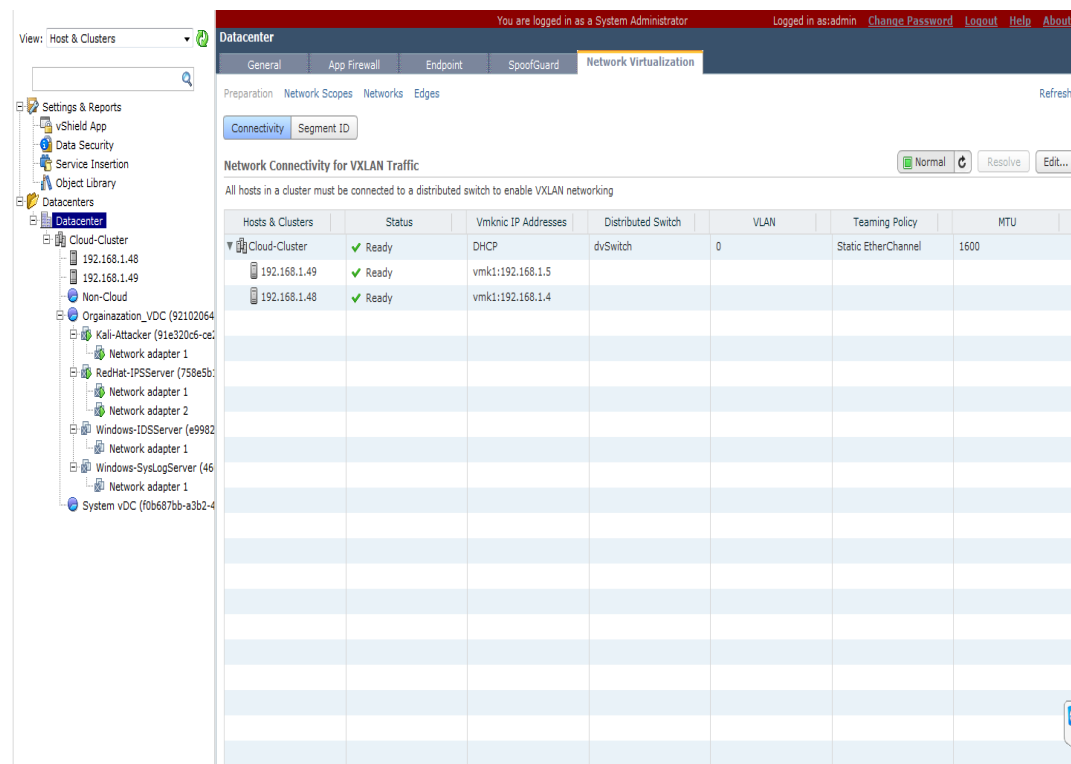 You are logged in as a System Administrator Logged in as:admin Change Password Logout Help About
View: Host & Clusters
Datacenter
General App Firewall Endpoint SpoofGuard Network Virtualization
Preparation Network Scopes Networks Edges Refresh
Settings & Reports
vShield App
Data Security
Service Insertion
Object Library
Datacenters
Datacenter
Cloud-Cluster
192.168.1.48
192.168.1.49
Non-Cloud
Orgainazation_VDC (92102064
Kali-Attacker (91e320c6-ce2
Network adapter 1
RedHat-IPSServer (758e5b1
Network adapter 1
Network adapter 2
Windows-IDSServer (e9982
Network adapter 1
Windows-SysLogServer (46
Network adapter 1
System vDC (f0b687bb-a3b2-4
Connectivity Segment ID
Network Connectivity for VXLAN Traffic Normal Resolve Edit...
All hosts in a cluster must be connected to a distributed switch to enable VXLAN networking
Hosts & Clusters Status Vmknic IP Addresses Distributed Switch VLAN Teaming Policy MTU
Cloud-Cluster Ready DHCP dvSwitch 0 Static EtherChannel 1600
192.168.1.49 Ready vmk1:192.168.1.5
192.168.1.48 Ready vmk1:192.168.1.4